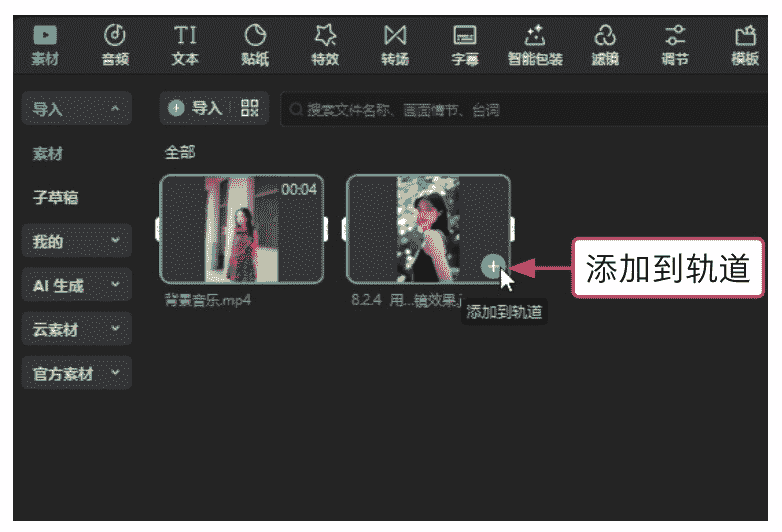 素材 音频 文本 贴纸 特效 转场 字幕 智能包装 滤镜 调节 模板
TI
导入
导入
搜索文件名称、画面情节、台词
素材
全部
子草稿
00:04
我的
AI 生成
添加到轨道
背景音乐.mp4
8.2.4 用...镜效果.j
添加到轨道
云素材
官方素材